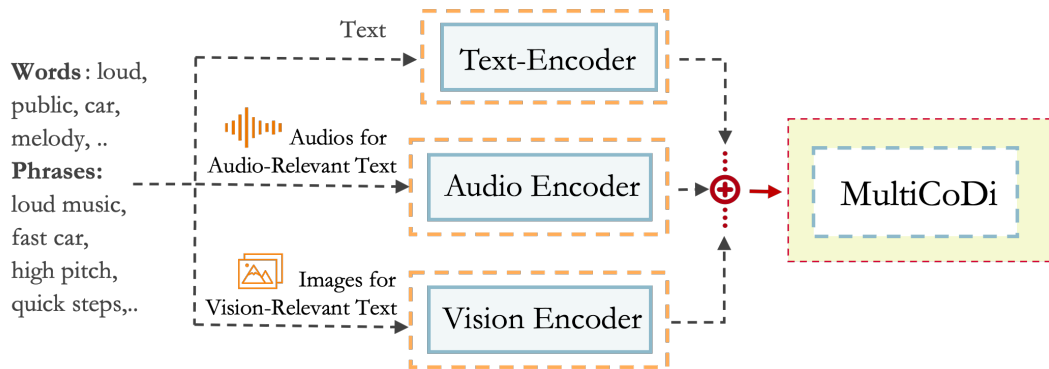 Words : loud,
public, car,
melody, ..
Phrases:
loud music,
fast car,
high pitch,
quick steps,..
Text
Text-Encoder
Audios for
Audio-Relevant Text
Audio Encoder
Images for
Vision-Relevant Text
Vision Encoder
MultiCoDi